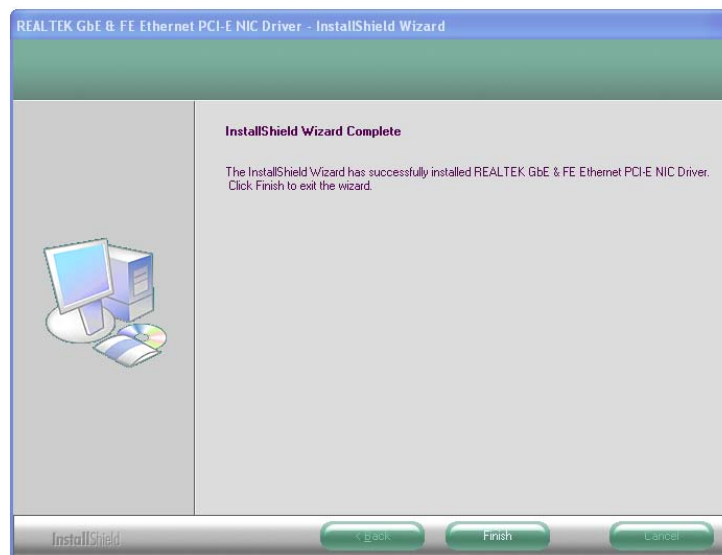 REALTEK GbE & FE Ethernet PCI-E NIC Driver - InstallShield Wizard
InstallShield Wizard Complete
The InstallShield Wizard has successfully installed REALTEK GbE & FE Ethernet PCI-E NIC Driver.
Click Finish to exit the wizard.
InstallShield
< Back
Finish
Cancel